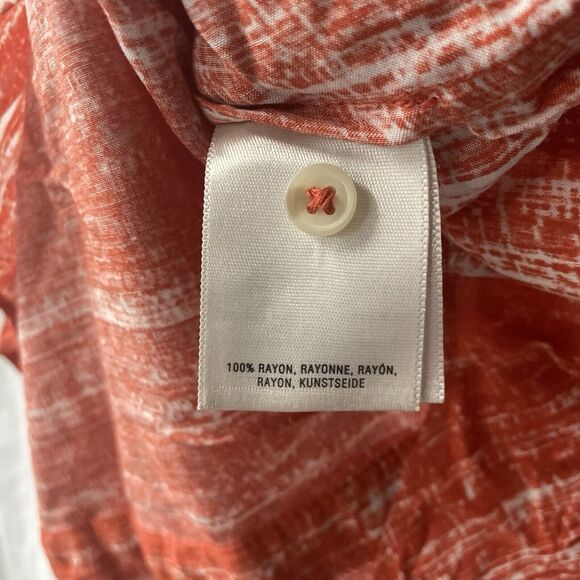 100% RAYON, RAYONNE, RAYÓN,
RAYON, KUNSTSEIDE